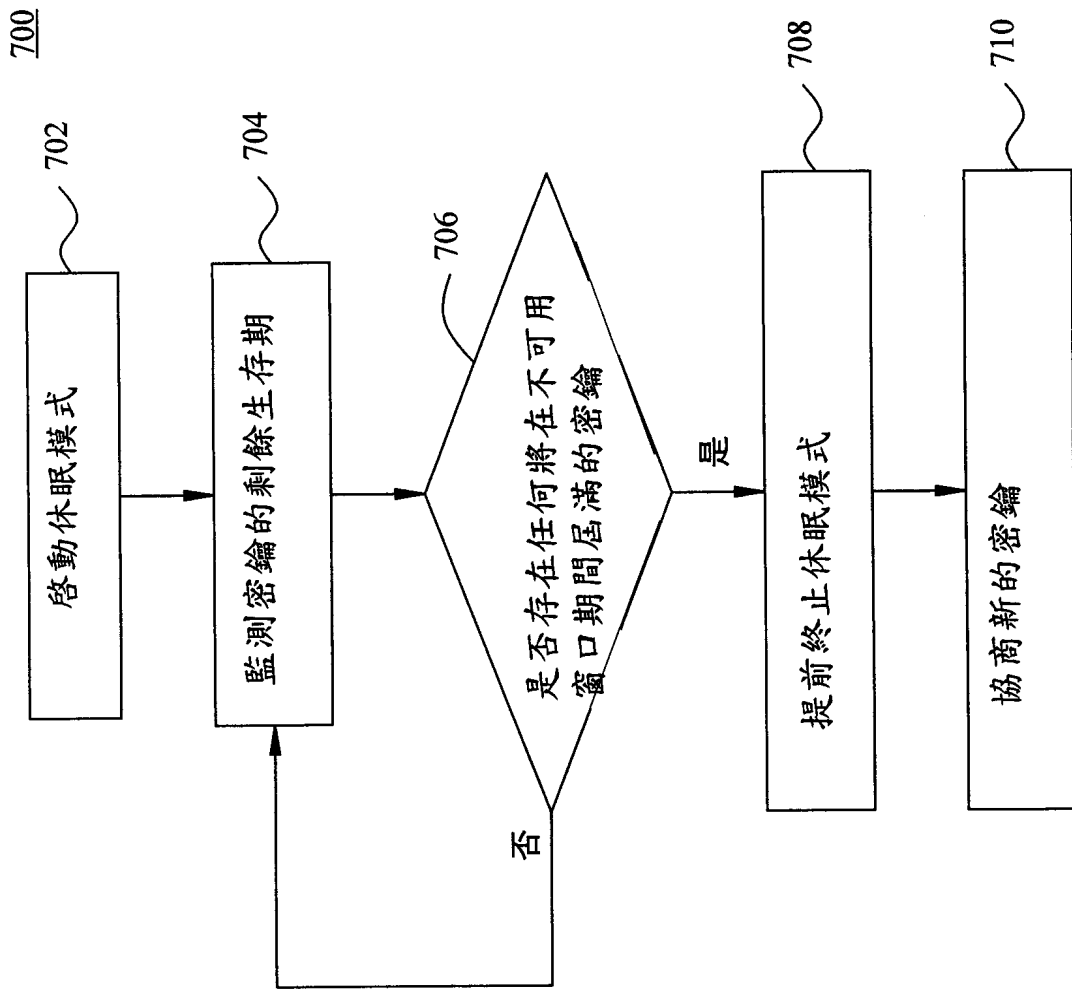 700
啓動休眠模式
702
監測密鑰的剩餘生存期
704
是否存在任何將在不可用
窗口期間屆滿的密鑰
706
否
是
提前終止休眠模式
708
協商新的密鑰
710